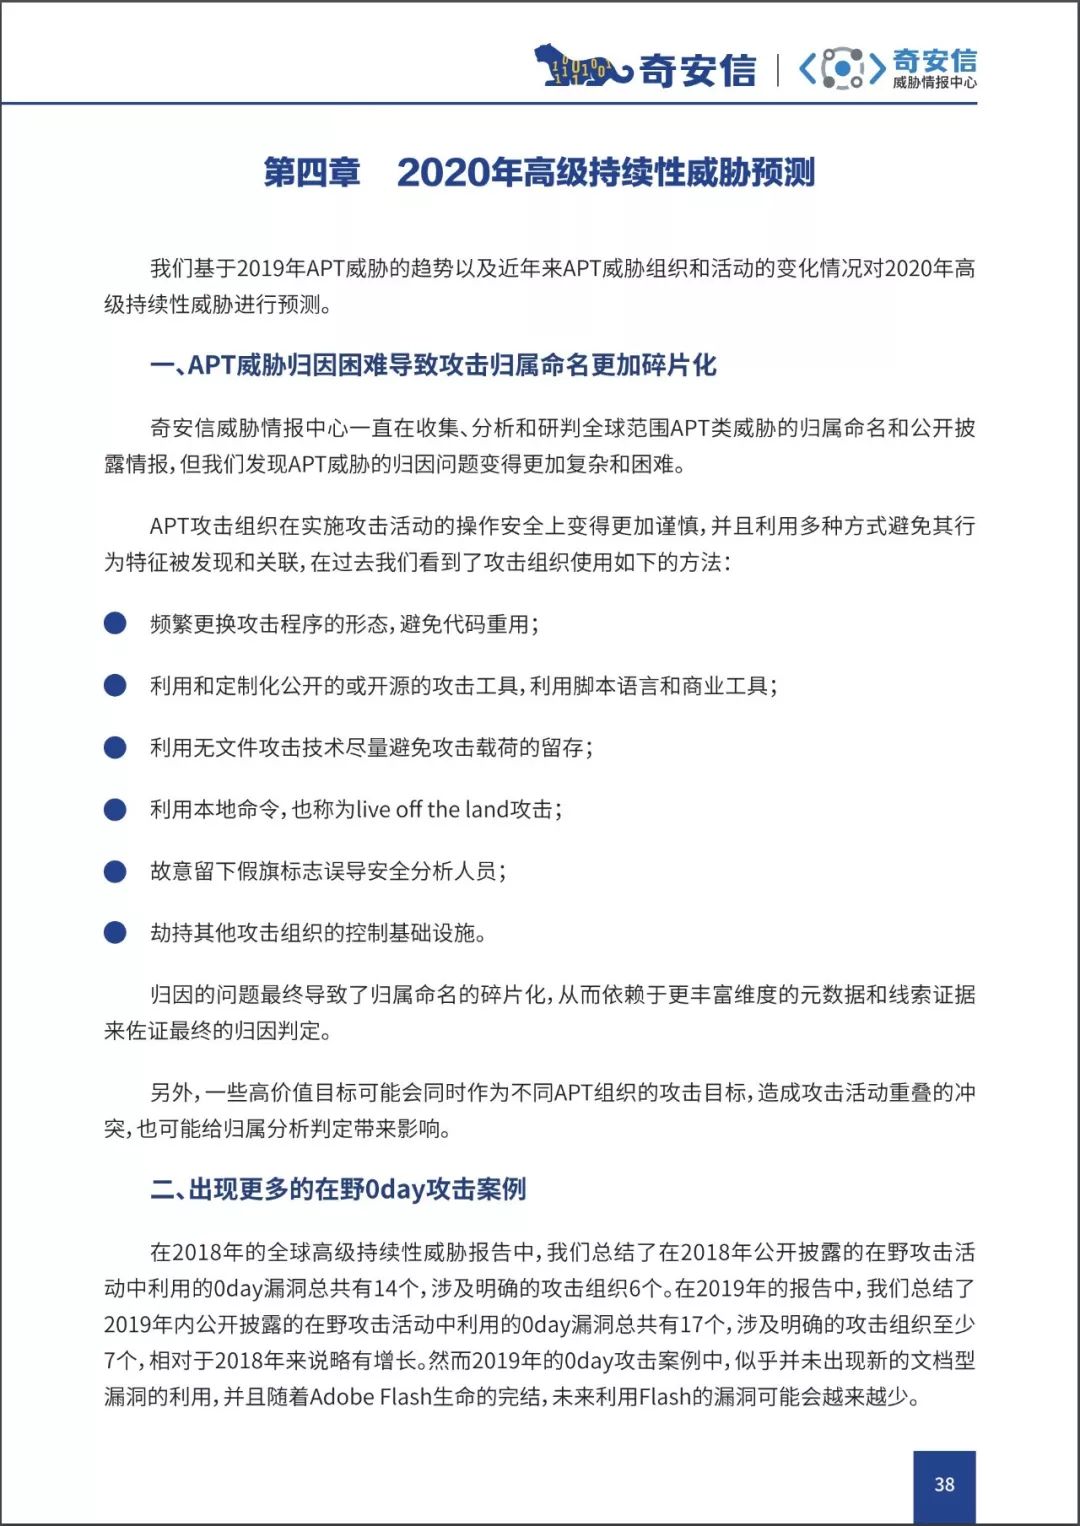 奇安信
奇安信
威胁情报中心
第四章 2020年高级持续性威胁预测
我们基于2019年APT威胁的趋势以及近年来APT威胁组织和活动的变化情况对2020年高
级持续性威胁进行预测。
一、APT威胁归因困难导致攻击归属命名更加碎片化
奇安信威胁情报中心一直在收集、分析和研判全球范围APT类威胁的归属命名和公开披
露情报，但我们发现APT威胁的归因问题变得更加复杂和困难。
APT攻击组织在实施攻击活动的操作安全上变得更加谨慎，并且利用多种方式避免其行
为特征被发现和关联，在过去我们看到了攻击组织使用如下的方法：
频繁更换攻击程序的形态，避免代码重用；
利用和定制化公开的或开源的攻击工具，利用脚本语言和商业工具；
利用无文件攻击技术尽量避免攻击载荷的留存；
利用本地命令，也称为live off the land攻击；
故意留下假旗标志误导安全分析人员；
劫持其他攻击组织的控制基础设施。
归因的问题最终导致了归属命名的碎片化，从而依赖于更丰富维度的元数据和线索证据
来佐证最终的归因判定。
另外，一些高价值目标可能会同时作为不同APT组织的攻击目标，造成攻击活动重叠的冲
突，也可能给归属分析判定带来影响。
二、出现更多的在野0day攻击案例
在2018年的全球高级持续性威胁报告中，我们总结了在2018年公开披露的在野攻击活
动中利用的0day漏洞总共有14个，涉及明确的攻击组织6个。在2019年的报告中，我们总结了
2019年内公开披露的在野攻击活动中利用的0day漏洞总共有17个，涉及明确的攻击组织至少
7个，相对于2018年来说略有增长。然而2019年的0day攻击案例中，似乎并未出现新的文档型
漏洞的利用，并且随着Adobe Flash生命的完结，未来利用Flash的漏洞可能会越来越少。
38